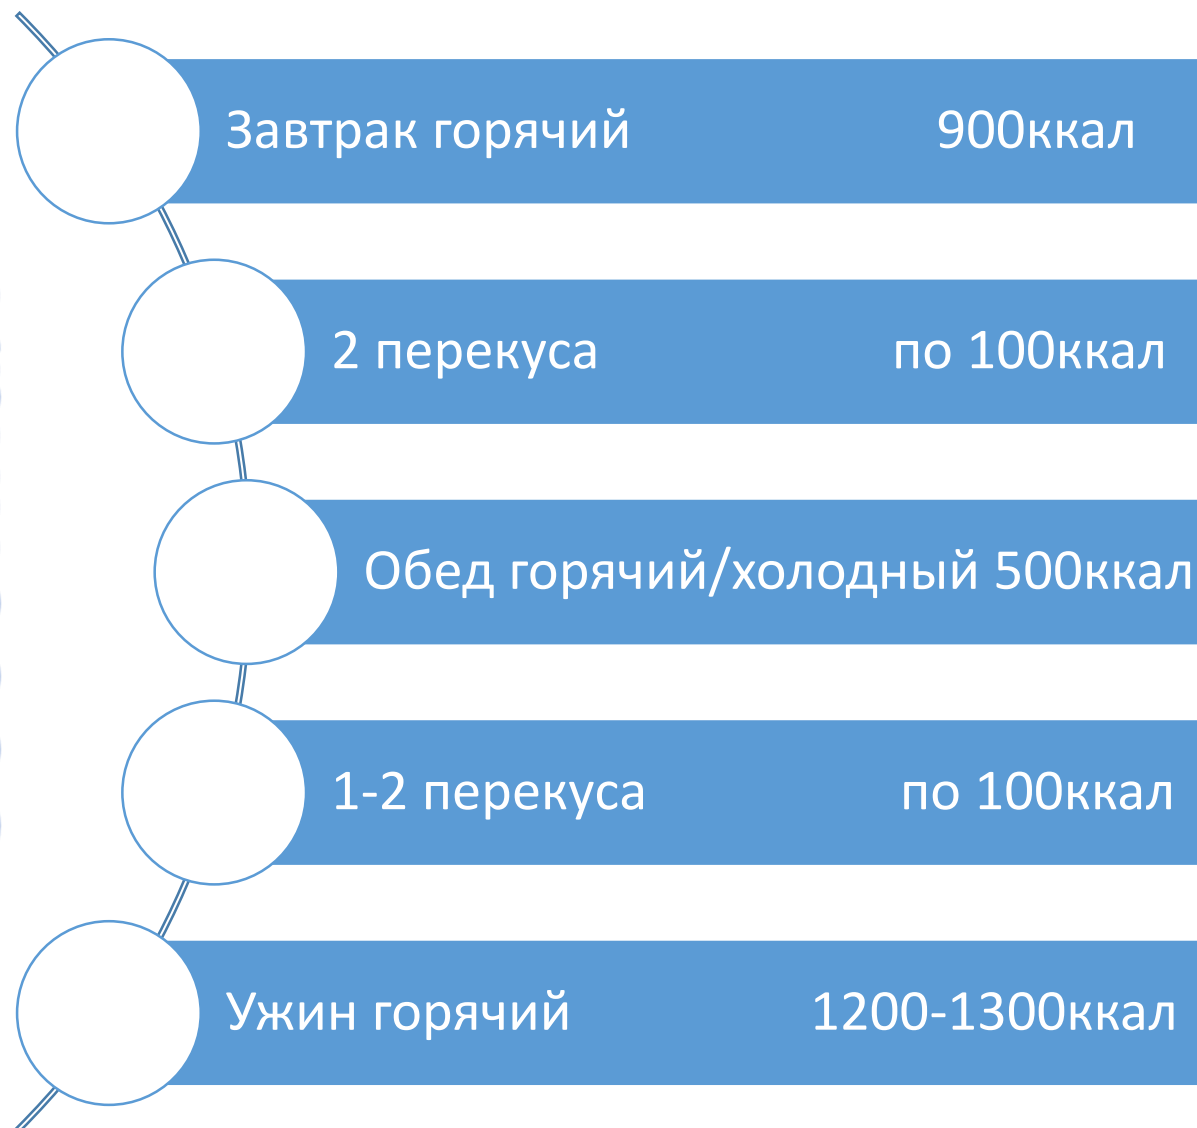 Завтрак горячий 900ккал
2 перекуса по 100ккал
Обед горячий/холодный 500ккал
1-2 перекуса по 100ккал
Ужин горячий 1200-1300ккал